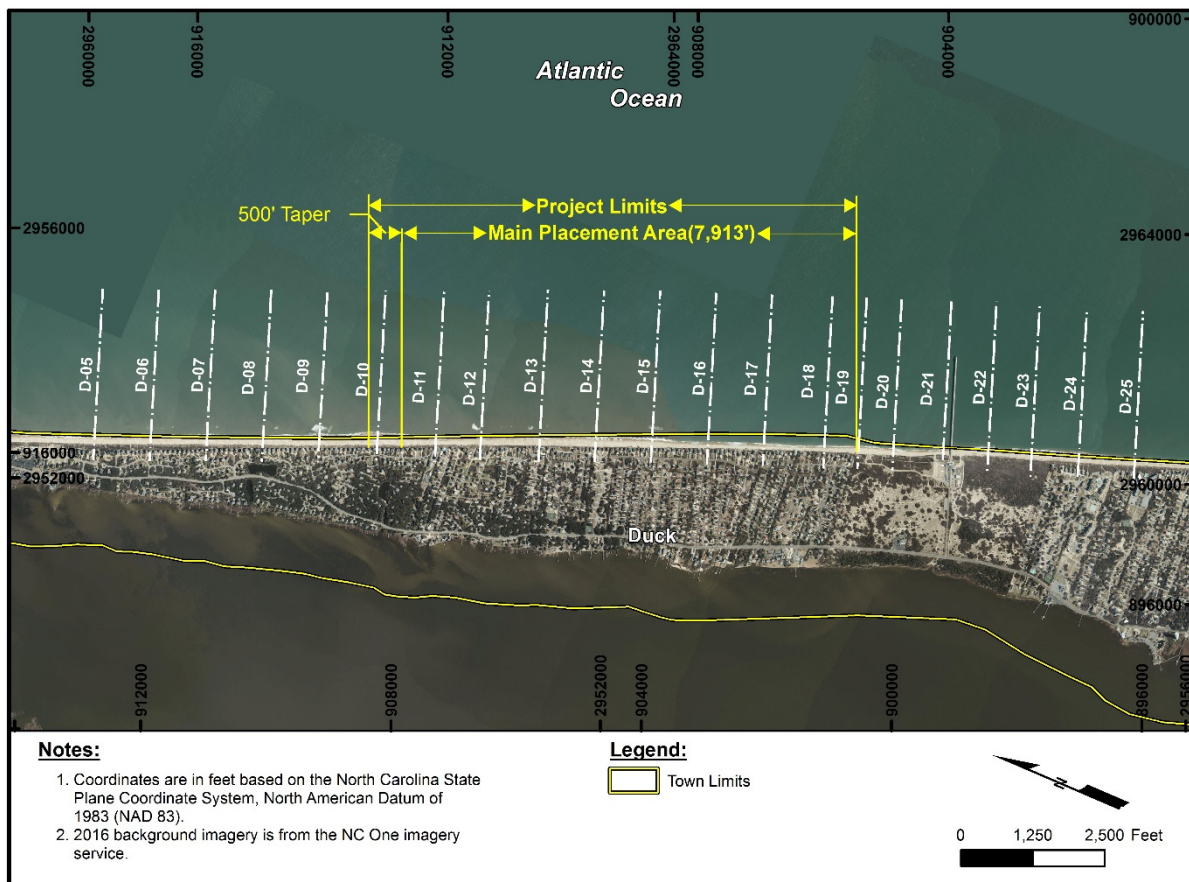 2960000
916000
912000
2964000
908000
904000
900000
Atlantic
Ocean
500' Taper
Project Limits
Main Placement Area(7,913')
2956000
2964000
D-05
D-06
D-07
D-08
D-09
D-10
D-11
D-12
D-13
D-14
D-15
D-16
D-17
D-18
D-19
D-20
D-21
D-22
D-23
D-24
D-25
916000
2952000
2960000
Duck
896000
912000
908000
2952000
904000
900000
896000
2956000
Notes:
1. Coordinates are in feet based on the North Carolina State
Plane Coordinate System, North American Datum of
1983 (NAD 83).
2. 2016 background imagery is from the NC One imagery
service.
Legend:
Town Limits
N
0 1,250 2,500 Feet